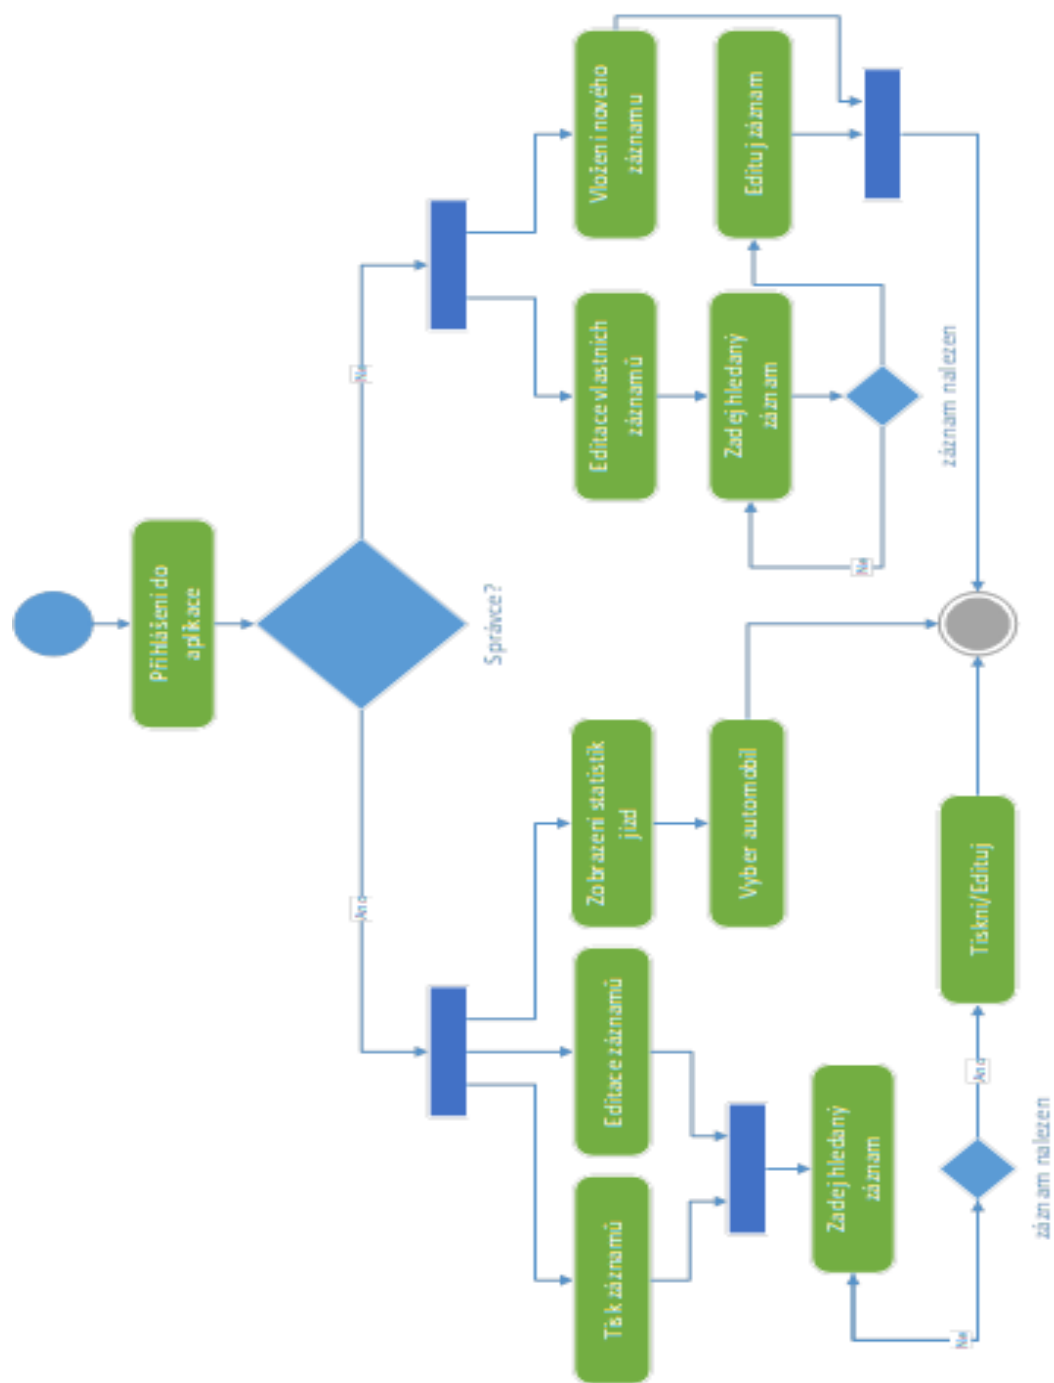 Přihlášení do
aplikace
Správce?
Ano
Ne
Tisk záznamů
Editace záznamů
Zobrazení statistik
jízd
Editace vlastních
záznamů
Vložení nového
záznamu
Vyber automobil
Zadej hledaný
záznam
Edituj záznam
Zadej hledaný
záznam
Ne
záznam nalezen
Ne
Ano
Tiskni/Edituj
záznam nalezen